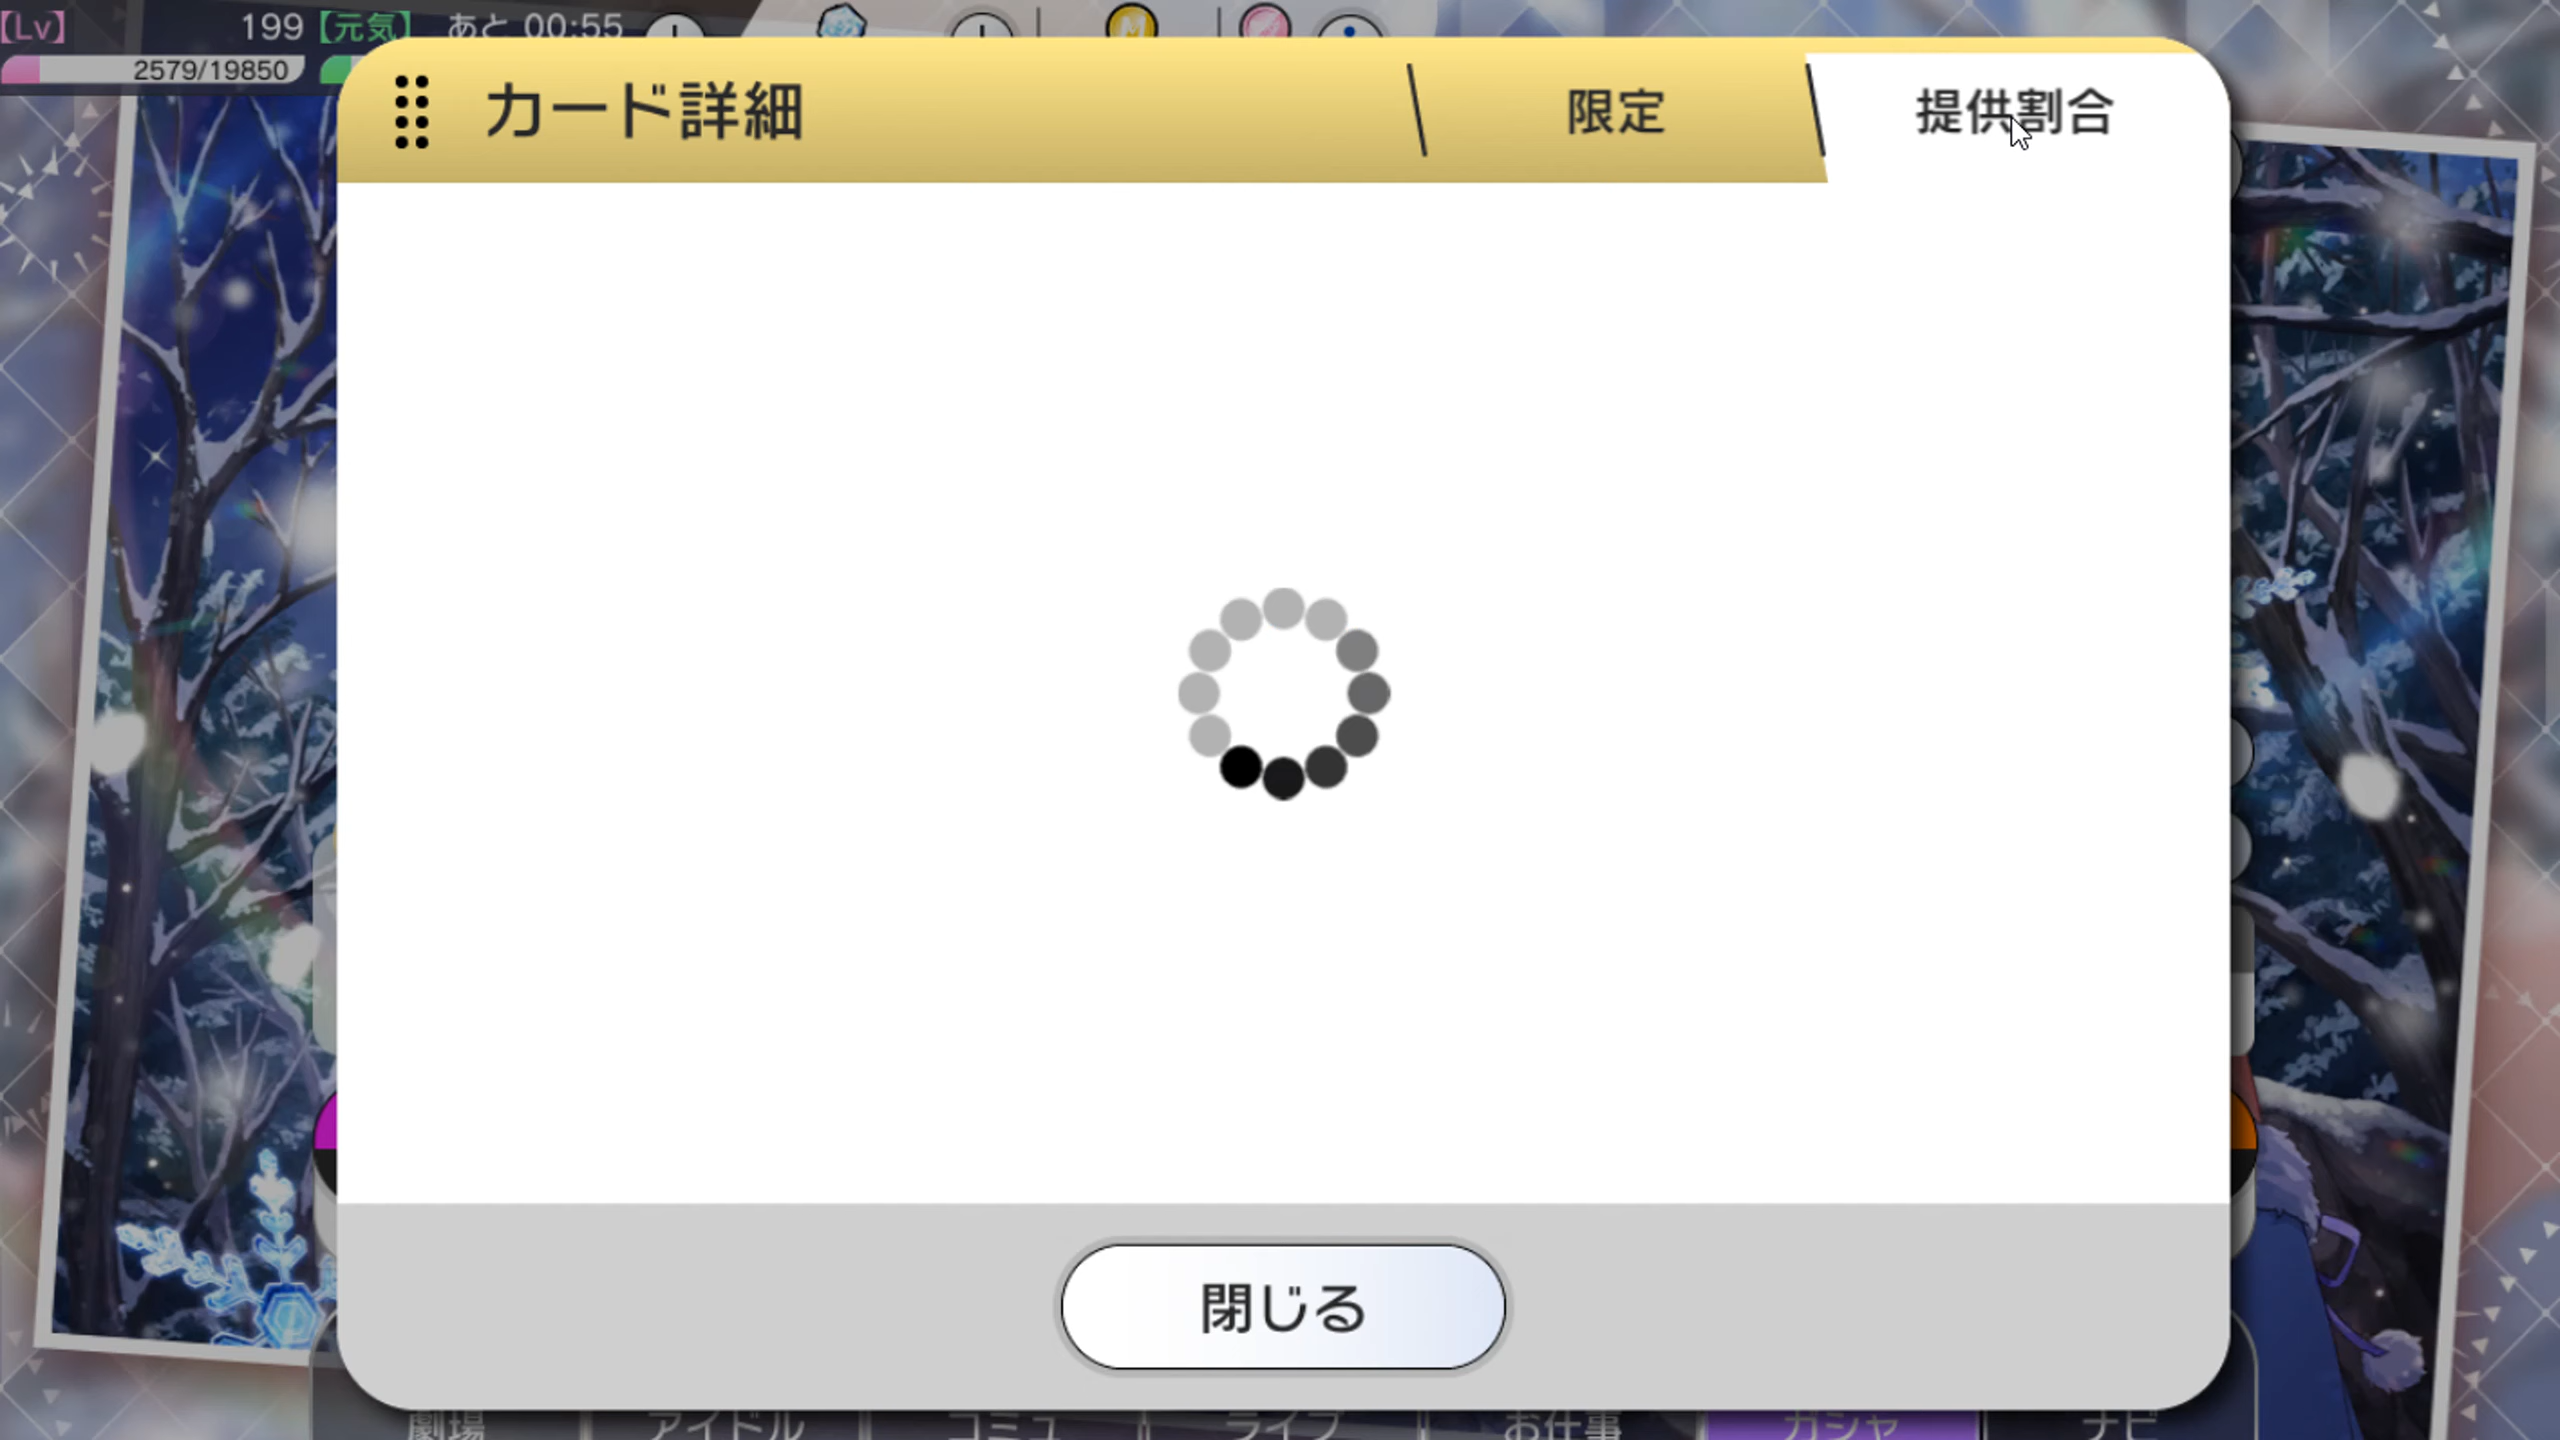 【Lv】 199 【元気】 あと 00:55
2579/19850
カード詳細
限定
提供割合
閉じる
劇場
アイドル
コミュ
ライブ
お仕事
ガシャ
ナビ